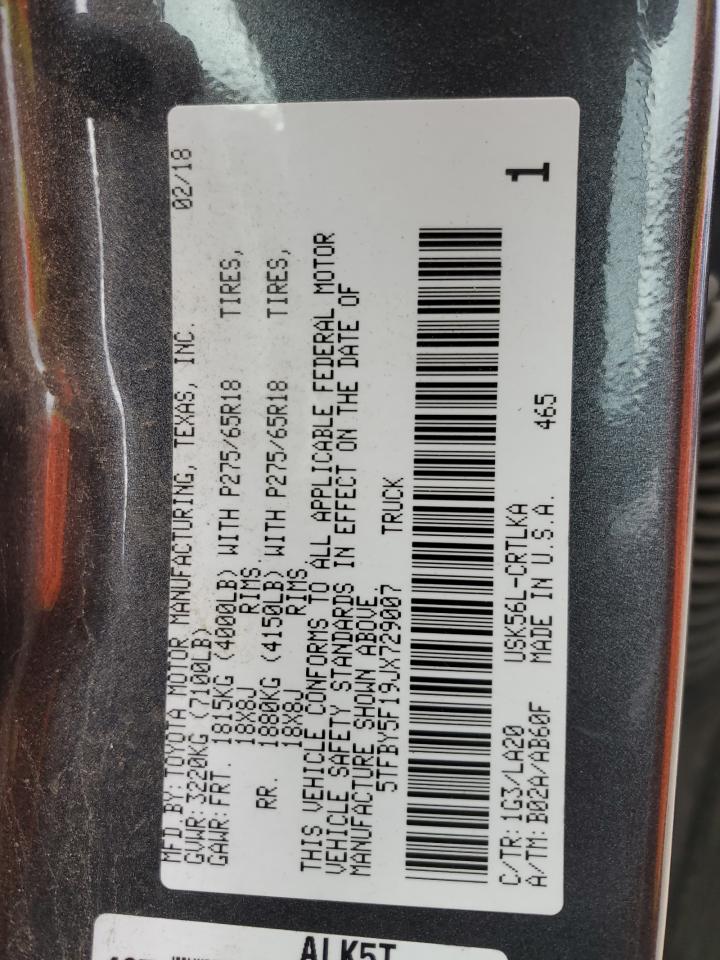 MFD.BY:TOYOTA MOTOR MANUFACTURING, TEXAS, INC. 02/18
GVWR:3220KG (7100LB)
GAWR:FRT. 1815KG (4000LB) WITH P275/65R18 TIRES,
18X8J RIMS.
RR. 1880KG (4150LB) WITH P275/65R18 TIRES,
18X8J RIMS.
THIS VEHICLE CONFORMS TO ALL APPLICABLE FEDERAL MOTOR
VEHICLE SAFETY STANDARDS IN EFFECT ON THE DATE OF
MANUFACTURE SHOWN ABOVE.
5TFBY5F19JX729007 TRUCK
1
C/TR:1G3/LA20 USK56L-CRTLKA
A/TM:B02A/AB60F MADE IN U.S.A. 465
ALK5T